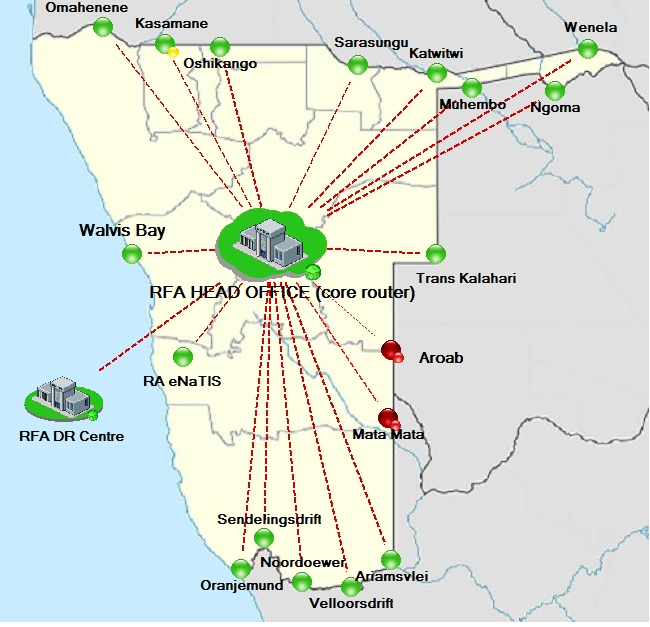 Omahenene
Kasamane
Oshikango
Sarasungu
Katwitwi
Wenela
Muhembo
Ngoma
Walvis Bay
Trans Kalahari
RFA HEAD OFFICE (core router)
Aroab
RA eNaTIS
RFA DR Centre
Mata Mata
Sendelingsdrift
Noordoewer
Ariamsvlei
Oranjemund
Velloorsdrift